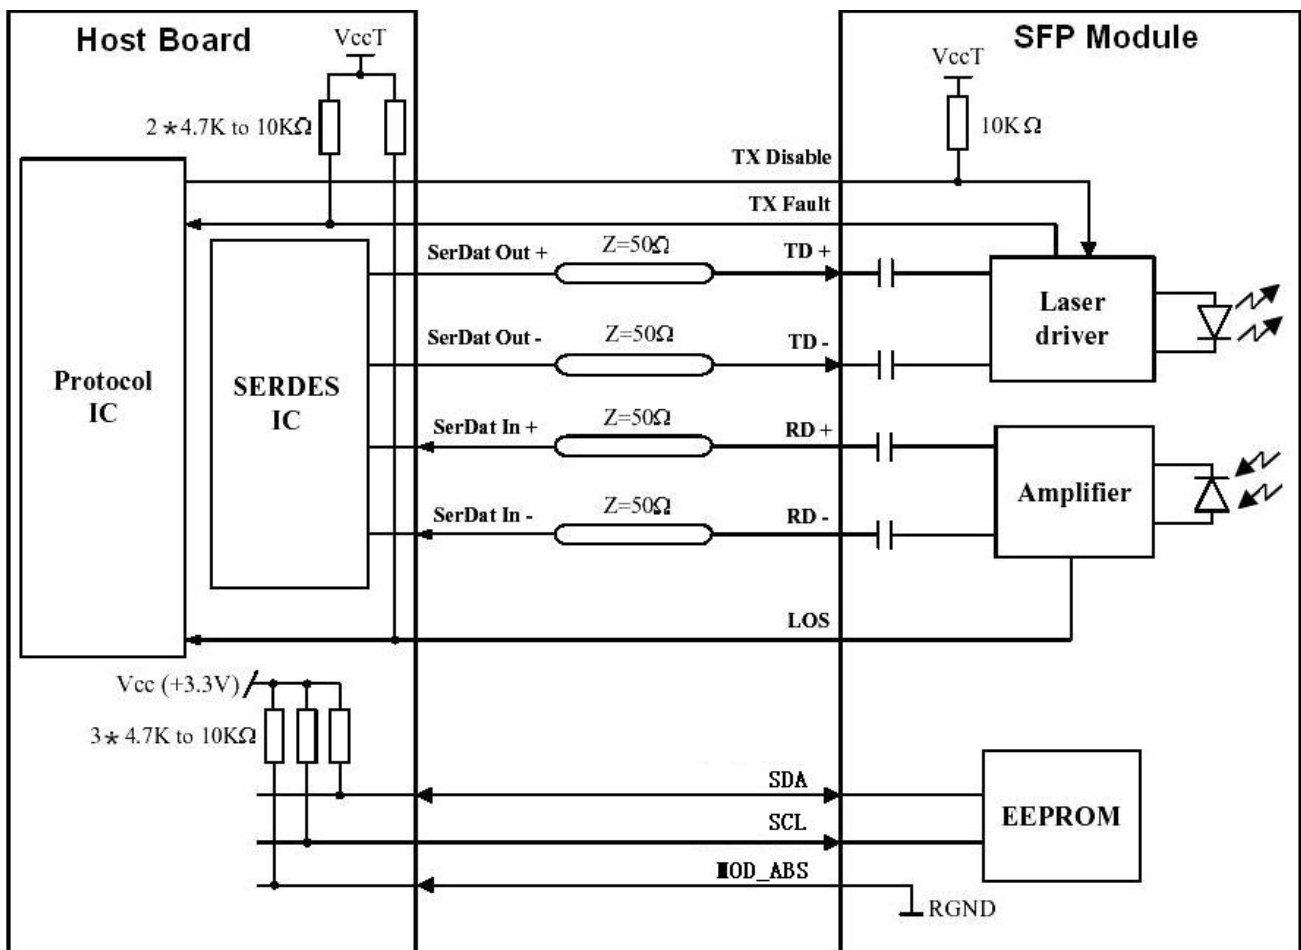 Host Board
VccT
SFP Module
VccT
2*4.7K to 10KΩ
10KΩ
TX Disable
TX Fault
SerDat Out +
Z=50Ω
TD +
SerDat Out -
Z=50Ω
TD -
Laser
driver
Protocol
IC
SERDES
IC
SerDat In +
Z=50Ω
RD +
SerDat In -
Z=50Ω
RD -
Amplifier
LOS
Vcc (+3.3V)
3*4.7K to 10KΩ
SDA
SCL
MOD_ABS
EEPROM
RGND